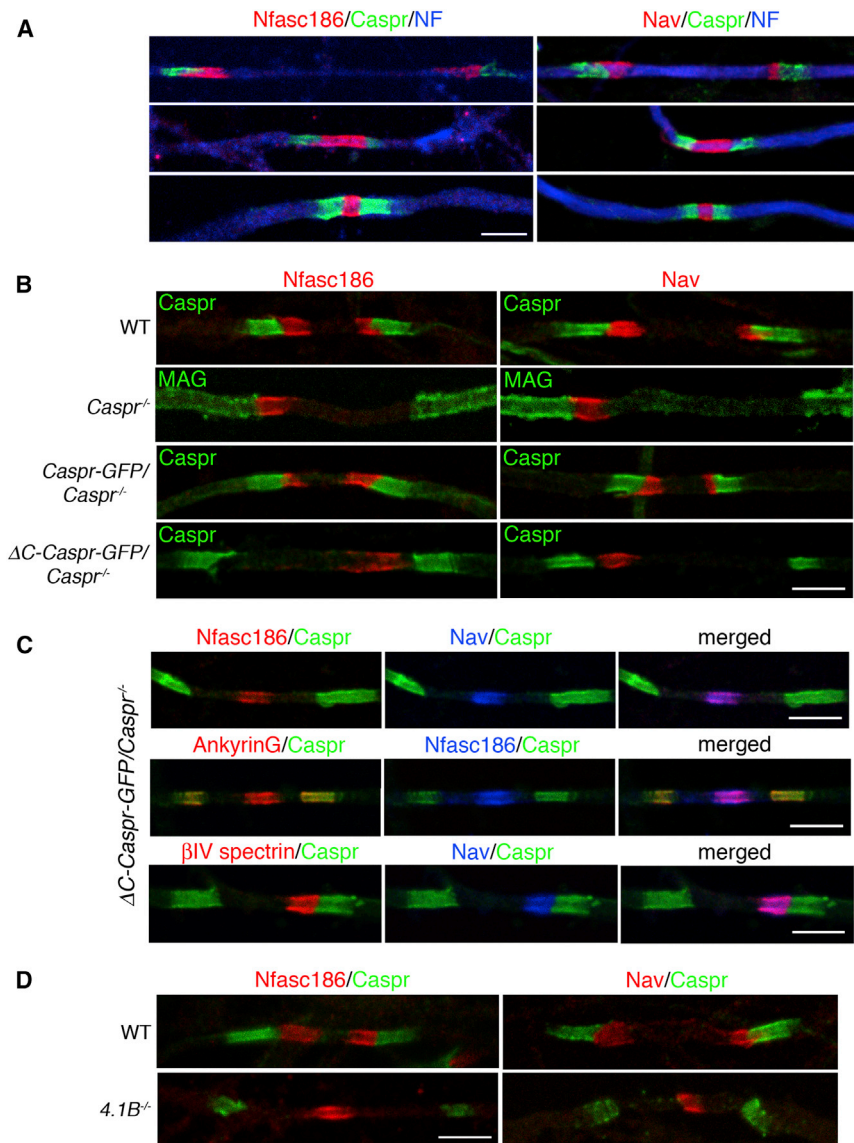 A
Nfasc186/Caspr/NF
Nav/Caspr/NF
B
Nfasc186
Nav
WT
Caspr
Caspr
Caspr-/-
MAG
MAG
Caspr-GFP/
Caspr-/-
Caspr
Caspr
ΔC-Caspr-GFP/
Caspr-/-
Caspr
Caspr
C
ΔC-Caspr-GFP/Caspr-/-
Nfasc186/Caspr
Nav/Caspr
merged
AnkyrinG/Caspr
Nfasc186/Caspr
merged
βIV spectrin/Caspr
Nav/Caspr
merged
D
Nfasc186/Caspr
Nav/Caspr
WT
4.1B-/-